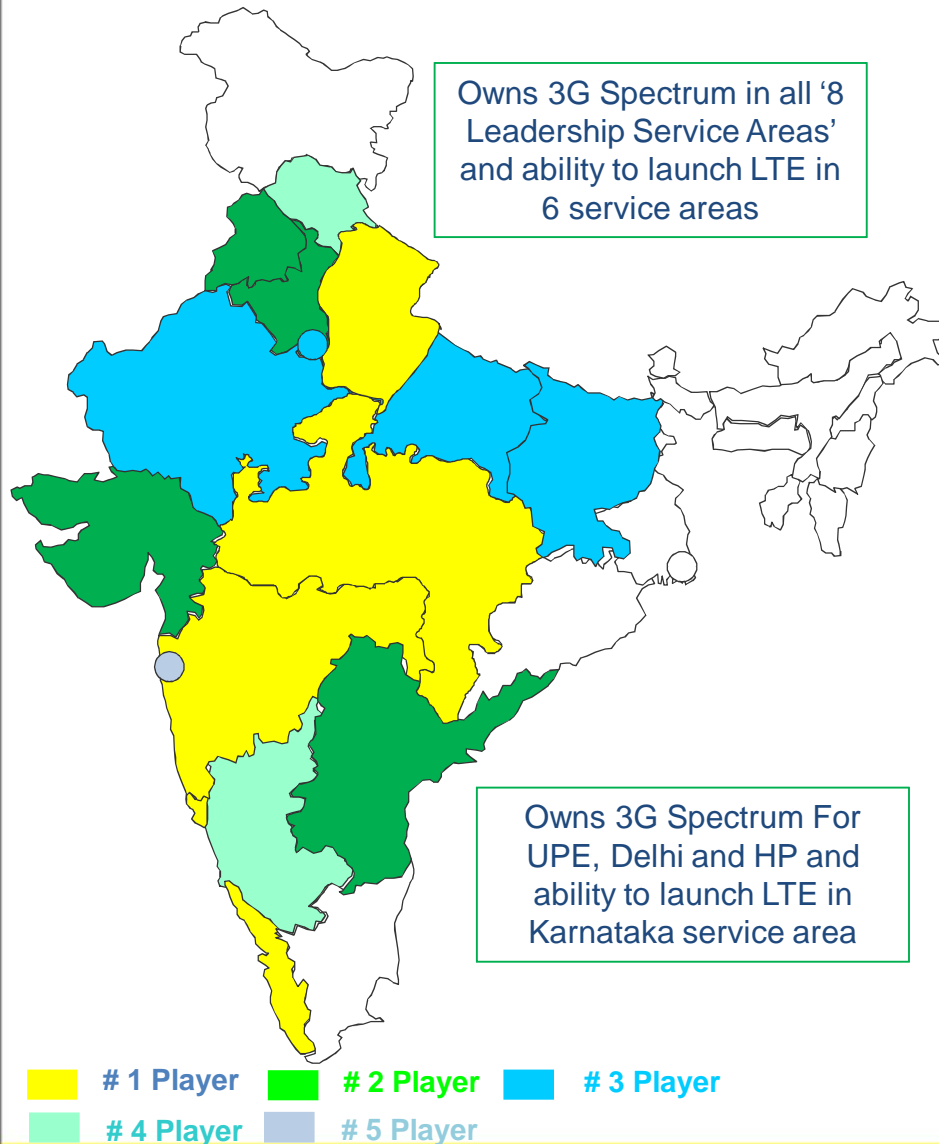 Owns 3G Spectrum in all ‘8
Leadership Service Areas’
and ability to launch LTE in
6 service areas
Owns 3G Spectrum For
UPE, Delhi and HP and
ability to launch LTE in
Karnataka service area
# 1 Player # 2 Player # 3 Player
# 4 Player # 5 Player